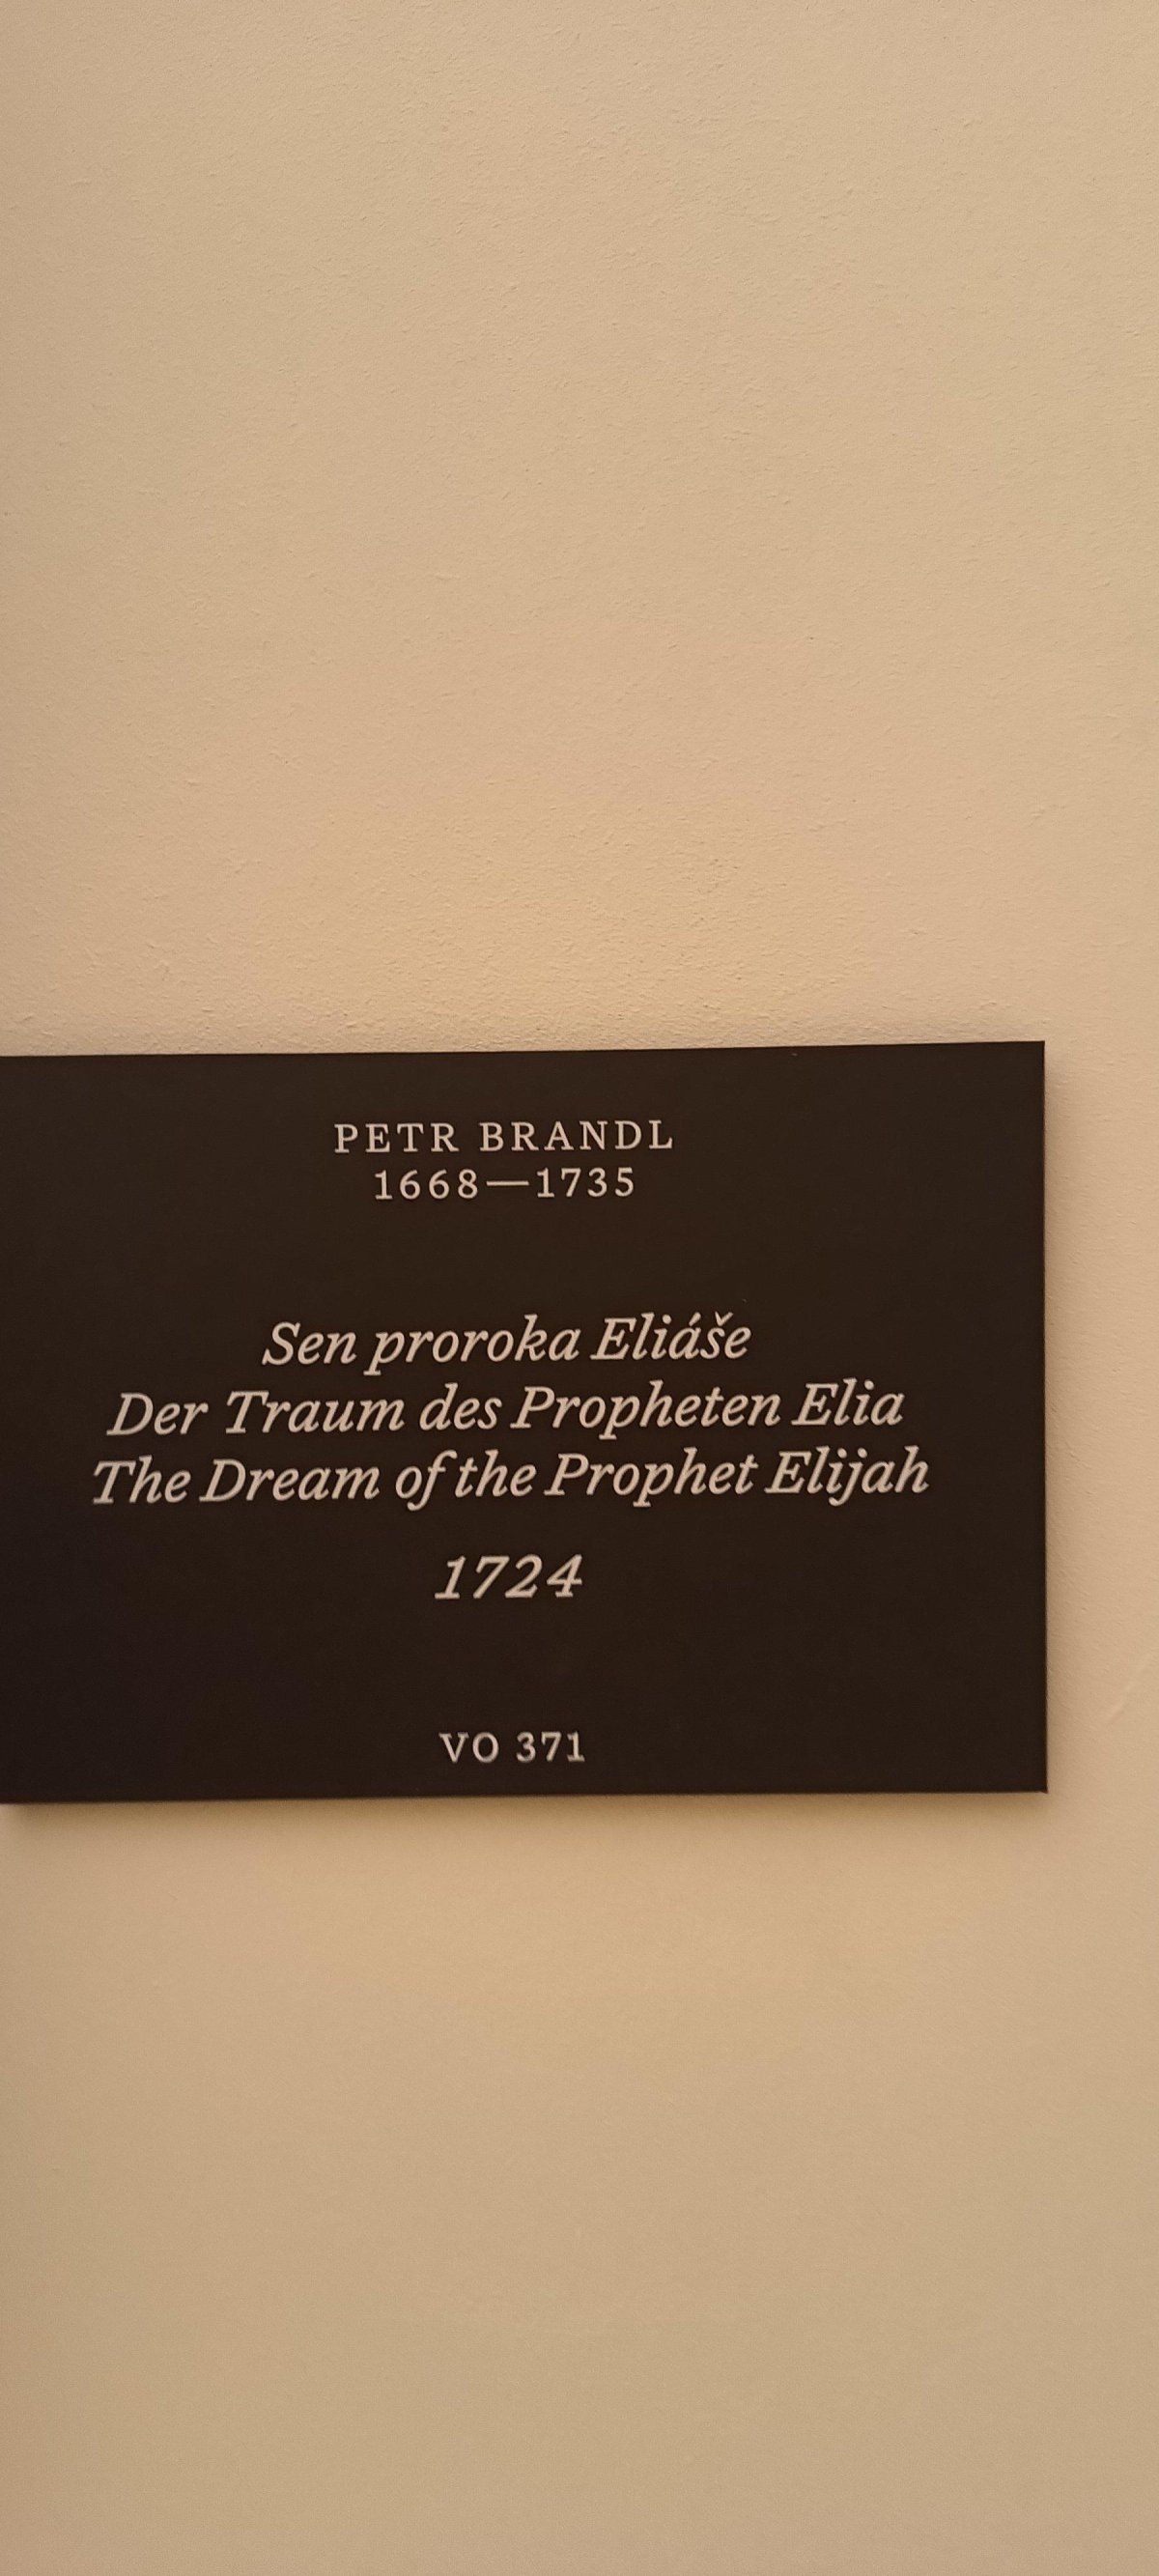 PETR BRANDL
1668—1735
Sen proroka Eliáše
Der Traum des Propheten Elia
The Dream of the Prophet Elijah
1724
VO 371